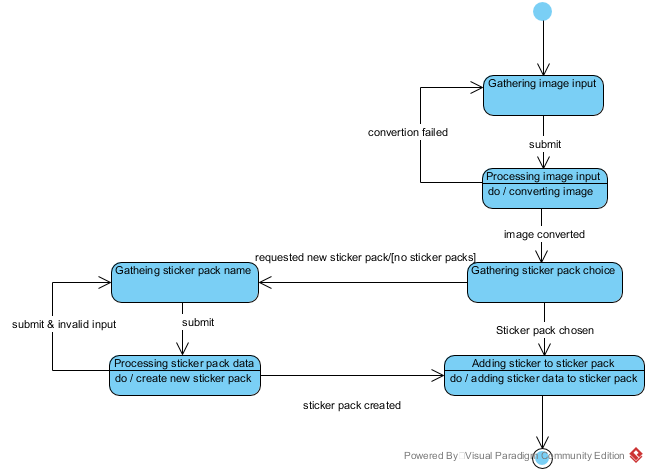 Gathering image input
convertion failed
submit
Processing image input
do / converting image
image converted
requested new sticker pack/[no sticker packs]
Gatheing sticker pack name
Gathering sticker pack choice
submit & invalid input
submit
Sticker pack chosen
Processing sticker pack data
do / create new sticker pack
Adding sticker to sticker pack
do / adding sticker data to sticker pack
sticker pack created
Powered By Visual Paradigm Community Edition